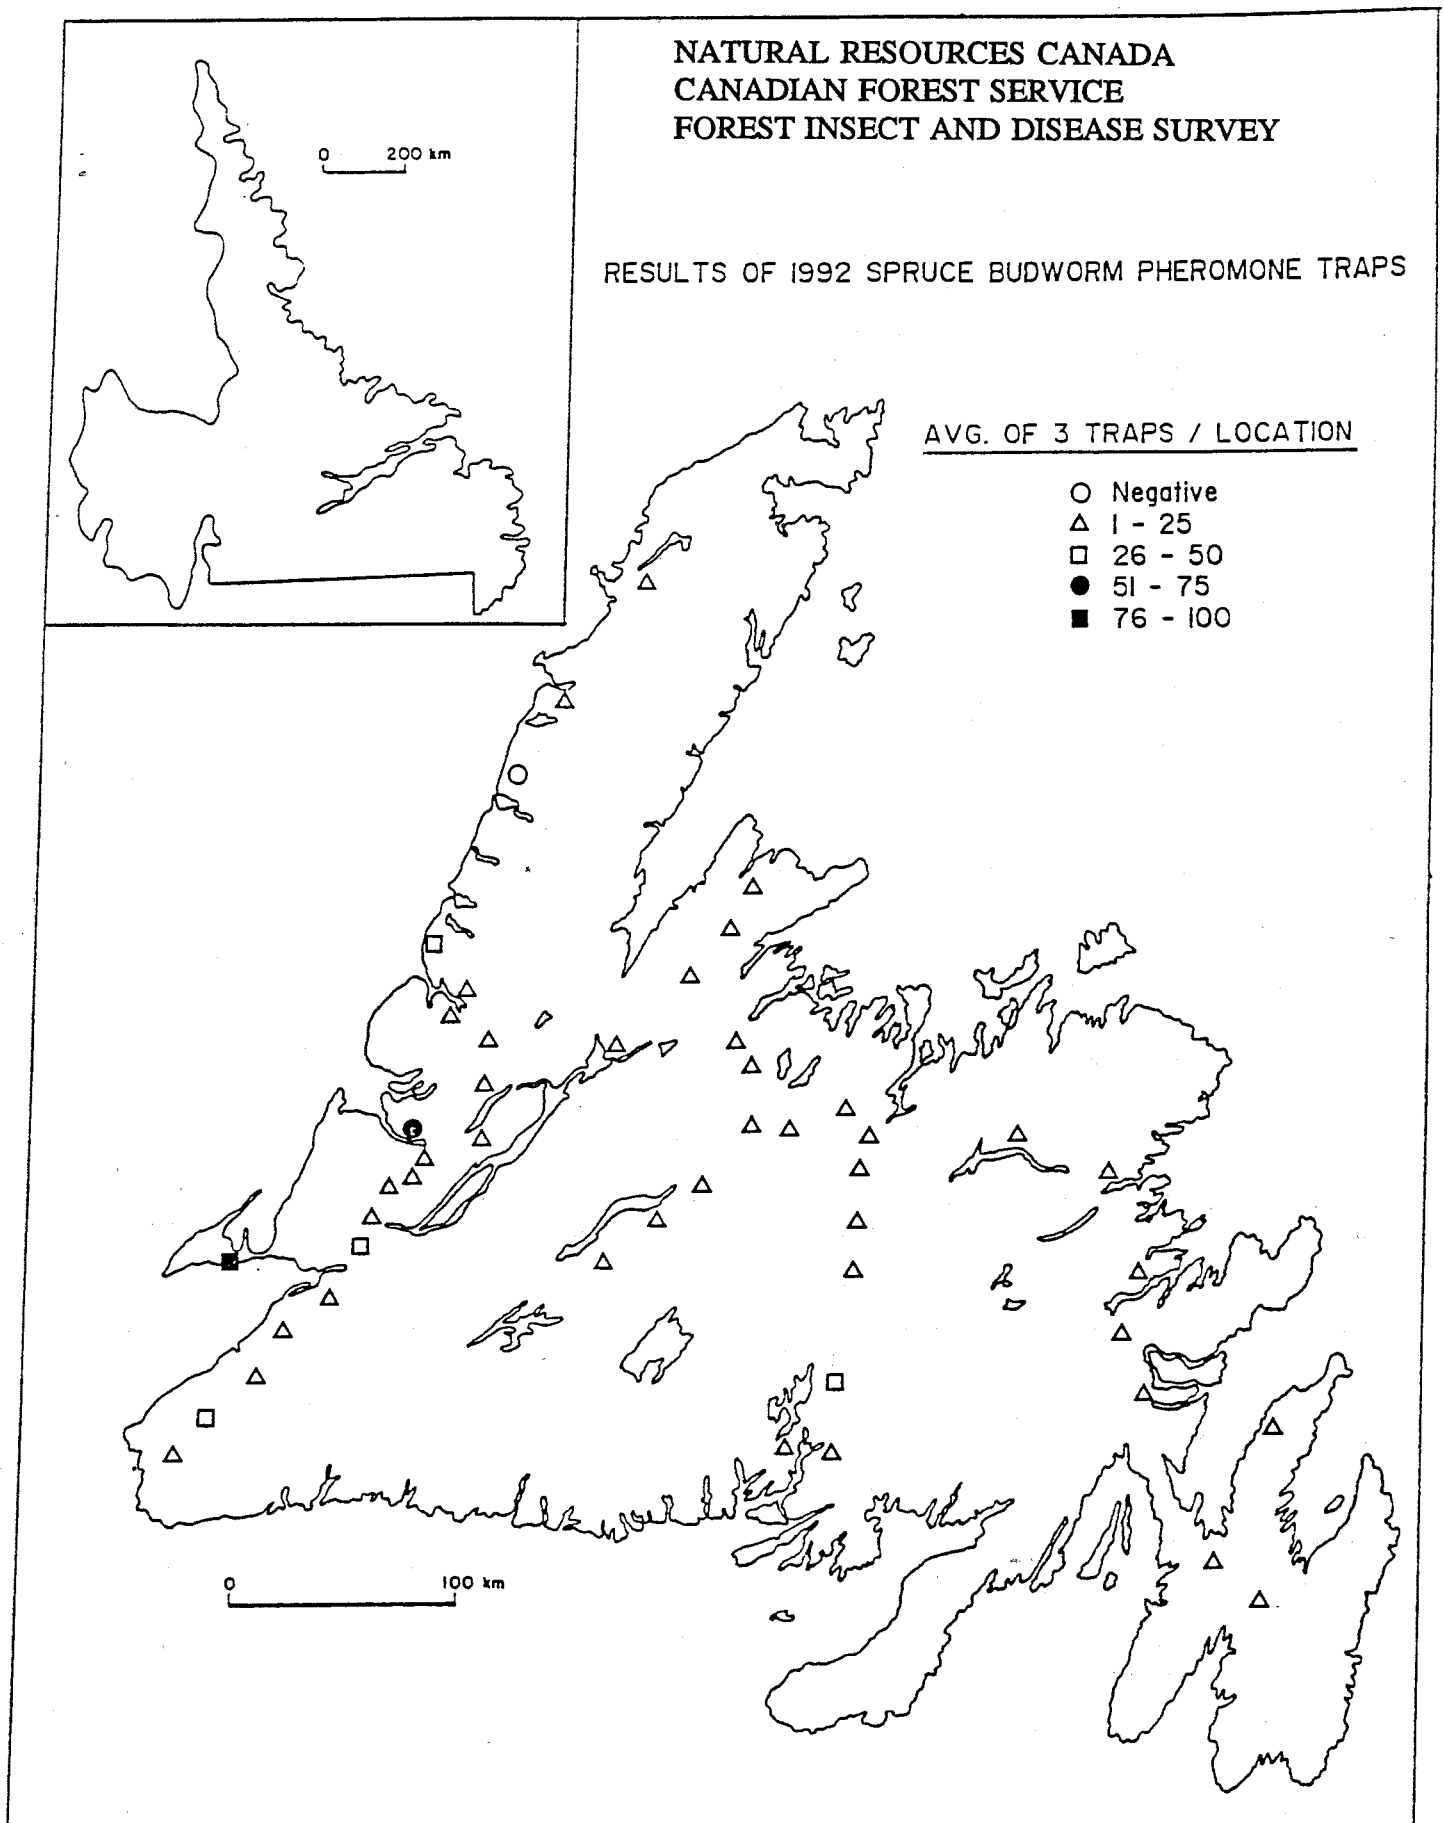 NATURAL RESOURCES CANADA
CANADIAN FOREST SERVICE
FOREST INSECT AND DISEASE SURVEY
0 200 km
RESULTS OF 1992 SPRUCE BUDWORM PHEROMONE TRAPS
AVG. OF 3 TRAPS / LOCATION
Negative
1 - 25
26 - 50
51 - 75
76 - 100
0 100 km